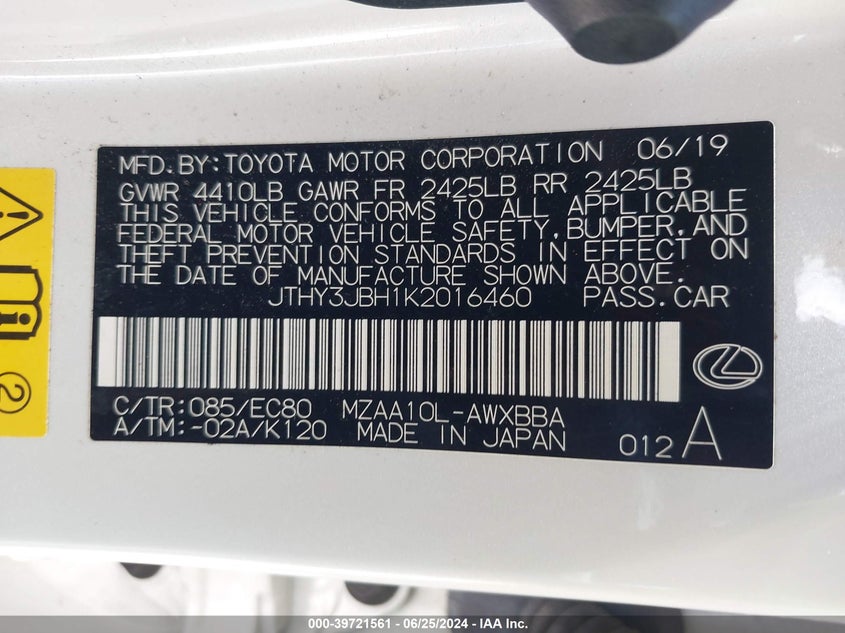 MFD.BY:TOYOTA MOTOR CORPORATION 06/19
GVWR 4410LB GAWR FR 2425LB RR 2425LB
THIS VEHICLE CONFORMS TO ALL APPLICABLE
FEDERAL MOTOR VEHICLE SAFETY,BUMPER,AND
THEFT PREVENTION STANDARDS IN EFFECT ON
THE DATE OF MANUFACTURE SHOWN ABOVE.
JTHY3JBH1K2016460 PASS.CAR
C/TR:085/EC80 MZAA10L-AWXBBA
A/TM:-02A/K120 MADE IN JAPAN 012A
2
000-39721561 - 06/25/2024 - IAA Inc.